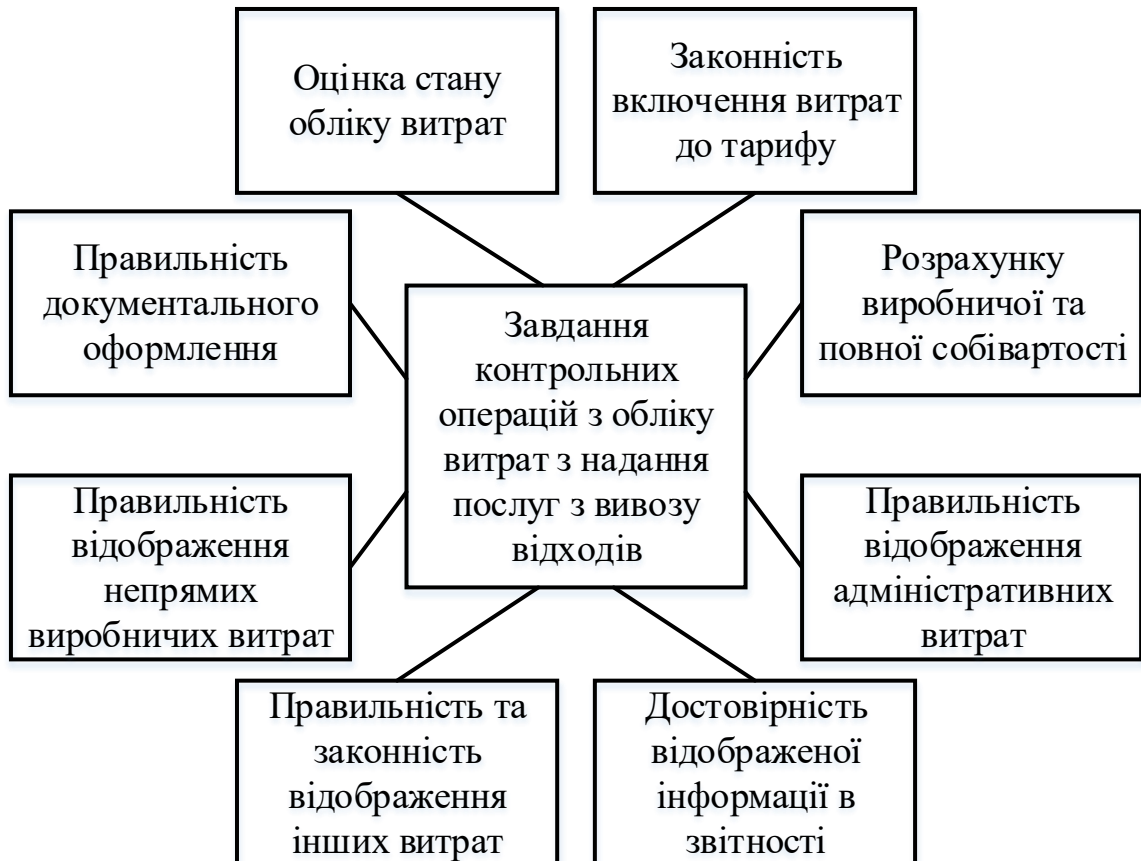 Оцінка стану
обліку витрат
Законність
включення витрат
до тарифу
Правильність
документального
оформлення
Розрахунку
виробничої та
повної собівартості
Завдання
контрольних
операцій з обліку
витрат з надання
послуг з вивозу
відходів
Правильність
відображення
непрямих
виробничих витрат
Правильність
відображення
адміністративних
витрат
Правильність та
законність
відображення
інших витрат
Достовірність
відображеної
інформації в
звітності